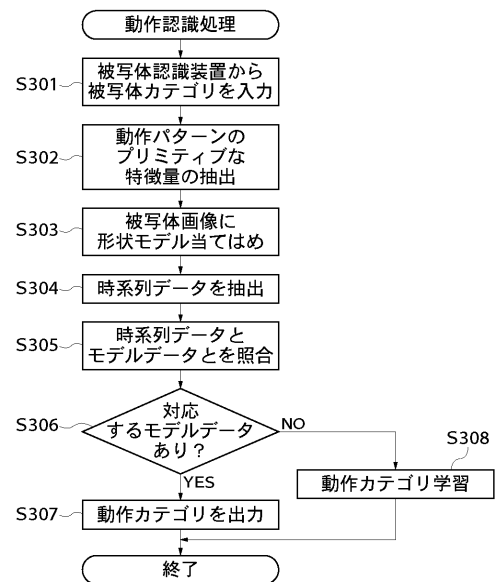 動作認識処理
S301
被写体認識装置から
被写体カテゴリを入力
S302
動作パターンの
プリミティブな
特徴量の抽出
S303
被写体画像に
形状モデル当てはめ
S304
時系列データを抽出
S305
時系列データと
モデルデータとを照合
S306
対応
するモデルデータ
あり？
NO
YES
S308
動作カテゴリ学習
S307
動作カテゴリを出力
終了